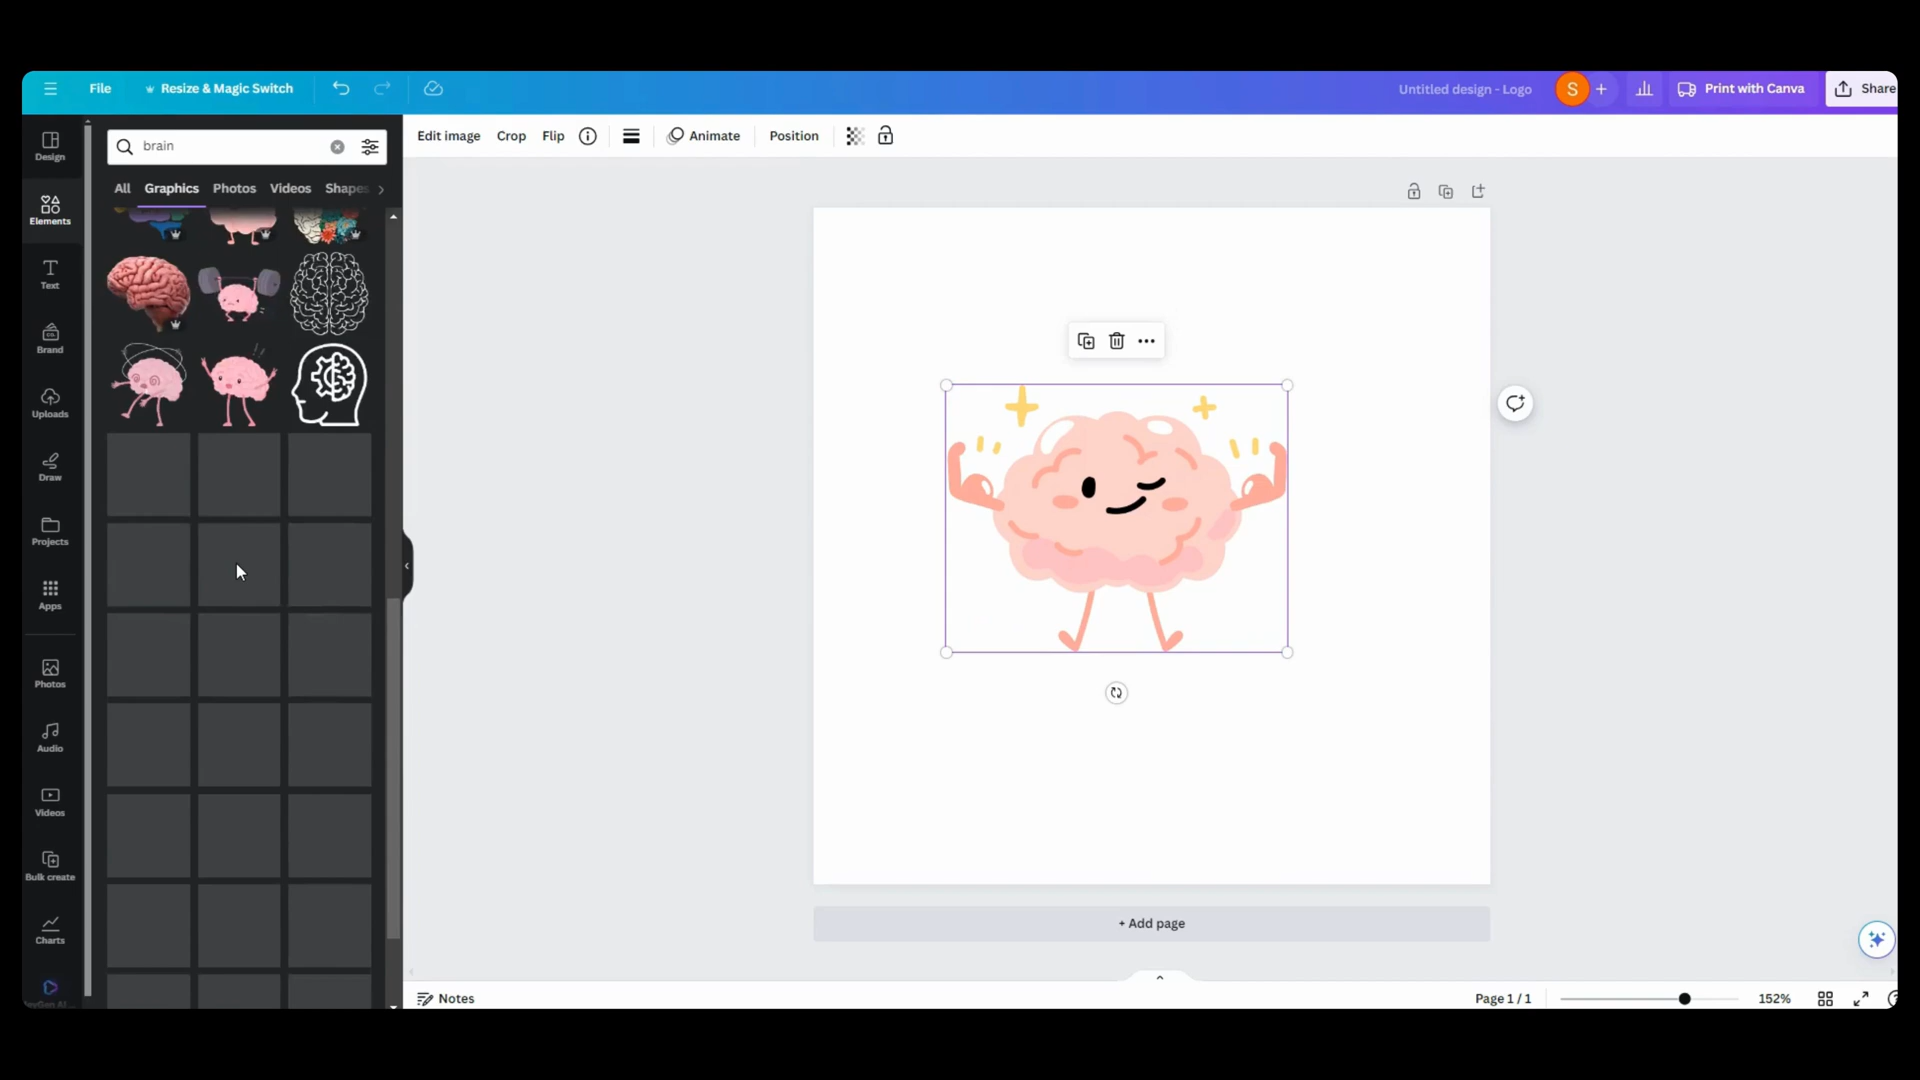 File
Resize & Magic Switch
Untitled design - Logo
S
Print with Canva
Share
Design
Elements
Text
Brand
Uploads
Draw
Projects
Apps
Photos
Audio
Videos
Bulk create
Charts
brain
All
Graphics
Photos
Videos
Shapes
Edit image
Crop
Flip
Animate
Position
+ Add page
Notes
Page 1 / 1
152%